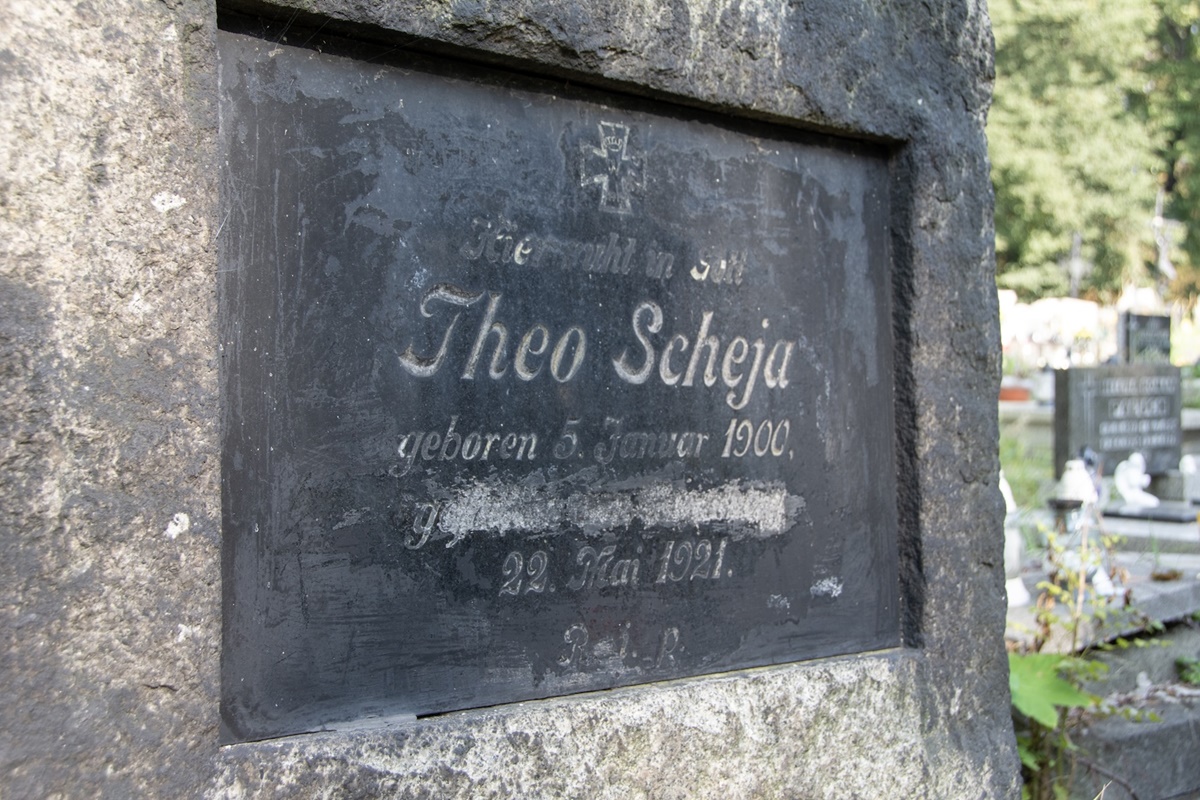 Hier ruht in Gott
Theo Scheja
geboren 5. Januar 1900,
22. Mai 1921.
R. I. P.